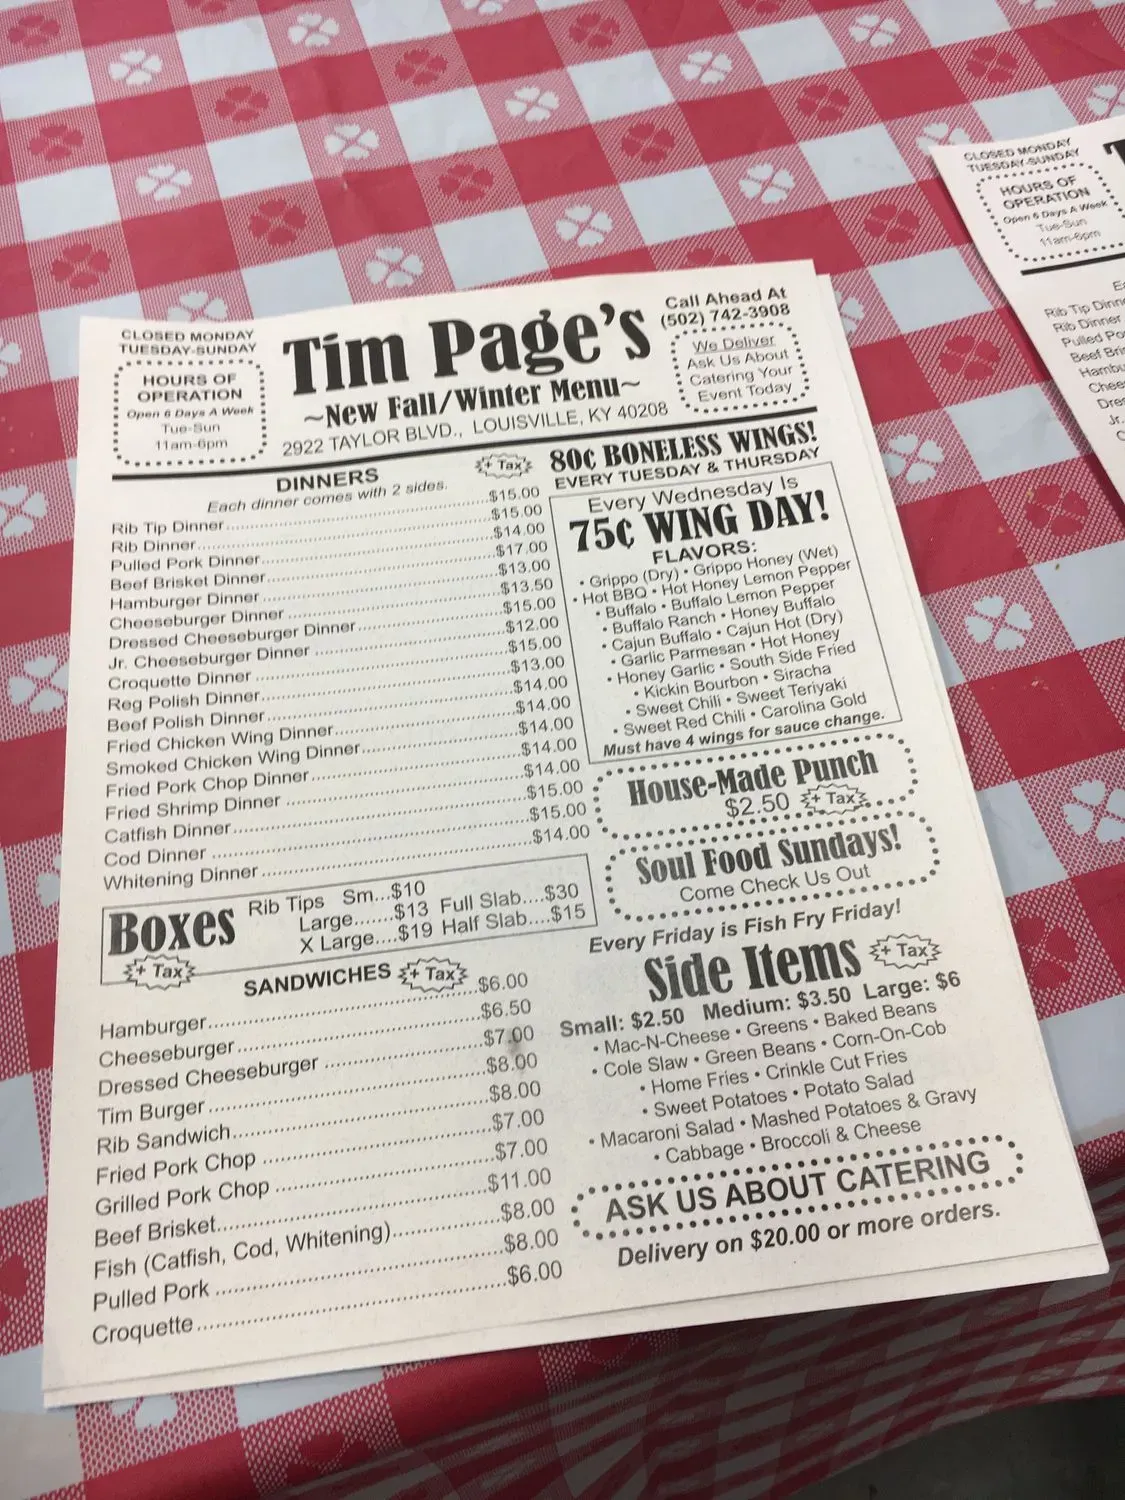 CLOSED MONDAY
TUESDAY-SUNDAY
HOURS OF
OPERATION
Open 6 Days A Week
Tue-Sun
11am-6pm
Tim Page's
~New Fall/Winter Menu~
2922 TAYLOR BLVD., LOUISVILLE, KY 40208
Call Ahead At
(502) 742-3908
We Deliver
Ask Us About
Catering Your
Event Today
DINNERS
+ Tax
Each dinner comes with 2 sides.
Rib Tip Dinner $15.00
Rib Dinner $15.00
Pulled Pork Dinner $14.00
Beef Brisket Dinner $17.00
Hamburger Dinner $13.00
Cheeseburger Dinner $13.50
Dressed Cheeseburger Dinner $15.00
Jr. Cheeseburger Dinner $12.00
Croquette Dinner $15.00
Reg Polish Dinner $13.00
Beef Polish Dinner $14.00
Fried Chicken Wing Dinner $14.00
Smoked Chicken Wing Dinner $14.00
Fried Pork Chop Dinner $14.00
Fried Shrimp Dinner $14.00
Catfish Dinner $15.00
Cod Dinner $15.00
Whitening Dinner $14.00
Boxes
+ Tax
Rib Tips Sm...$10
Large.......$13 Full Slab....$30
X Large....$19 Half Slab....$15
SANDWICHES + Tax
Hamburger $6.00
Cheeseburger $6.50
Dressed Cheeseburger $7.00
Tim Burger $8.00
Rib Sandwich $8.00
Fried Pork Chop $7.00
Grilled Pork Chop $7.00
Beef Brisket $11.00
Fish (Catfish, Cod, Whitening) $8.00
Pulled Pork $8.00
Croquette $6.00
80¢ BONELESS WINGS!
EVERY TUESDAY & THURSDAY
Every Wednesday Is
75¢ WING DAY!
FLAVORS:
• Grippo (Dry) • Grippo Honey (Wet)
• Hot BBQ • Hot Honey Lemon Pepper
• Buffalo • Buffalo Lemon Pepper
• Buffalo Ranch • Honey Buffalo
• Cajun Buffalo • Cajun Hot (Dry)
• Garlic Parmesan • Hot Honey
• Honey Garlic • South Side Fried
• Kickin Bourbon • Siracha
• Sweet Chili • Sweet Teriyaki
• Sweet Red Chili • Carolina Gold
Must have 4 wings for sauce change.
House-Made Punch
$2.50 + Tax
Soul Food Sundays!
Come Check Us Out
Every Friday is Fish Fry Friday!
Side Items + Tax
Small: $2.50 Medium: $3.50 Large: $6
• Mac-N-Cheese • Greens • Baked Beans
• Cole Slaw • Green Beans • Corn-On-Cob
• Home Fries • Crinkle Cut Fries
• Sweet Potatoes • Potato Salad
• Macaroni Salad • Mashed Potatoes & Gravy
• Cabbage • Broccoli & Cheese
ASK US ABOUT CATERING
Delivery on $20.00 or more orders.
CLOSED MONDAY
TUESDAY-SUNDAY
HOURS OF
OPERATION
Open 6 Days A Week
Tue-Sun
11am-6pm
Rib Tip Dinn
Rib Dinner
Pulled Po
Beef Bris
Hambu
Chee
Dre
Jr.